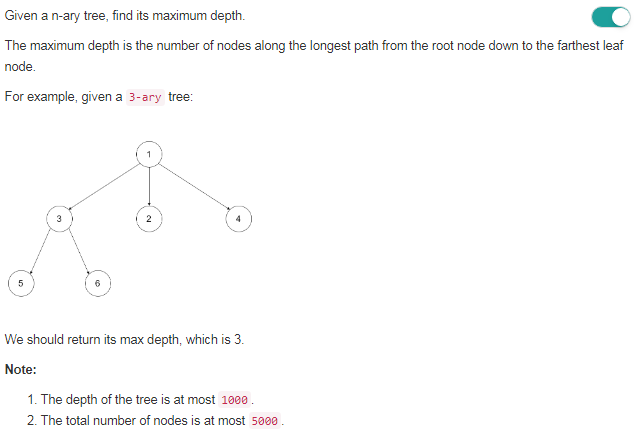 Given a n-ary tree, find its maximum depth.
The maximum depth is the number of nodes along the longest path from the root node down to the farthest leaf
node.
For example, given a 3-ary tree:
1
3 2 4
5 6
We should return its max depth, which is 3.
Note:
1. The depth of the tree is at most 1000 .
2. The total number of nodes is at most 5000 .